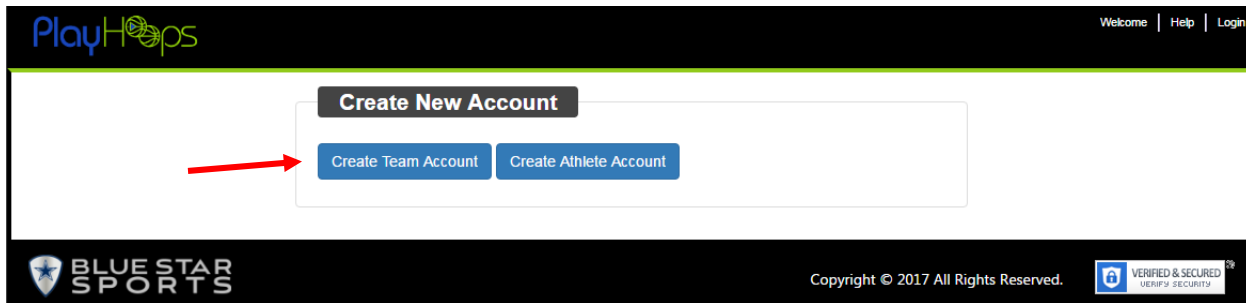 PlayHoops
Welcome | Help | Login
Create New Account
Create Team Account Create Athlete Account
BLUE STAR
SPORTS
Copyright © 2017 All Rights Reserved.
VERIFIED & SECURED
VERIFY SECURITY